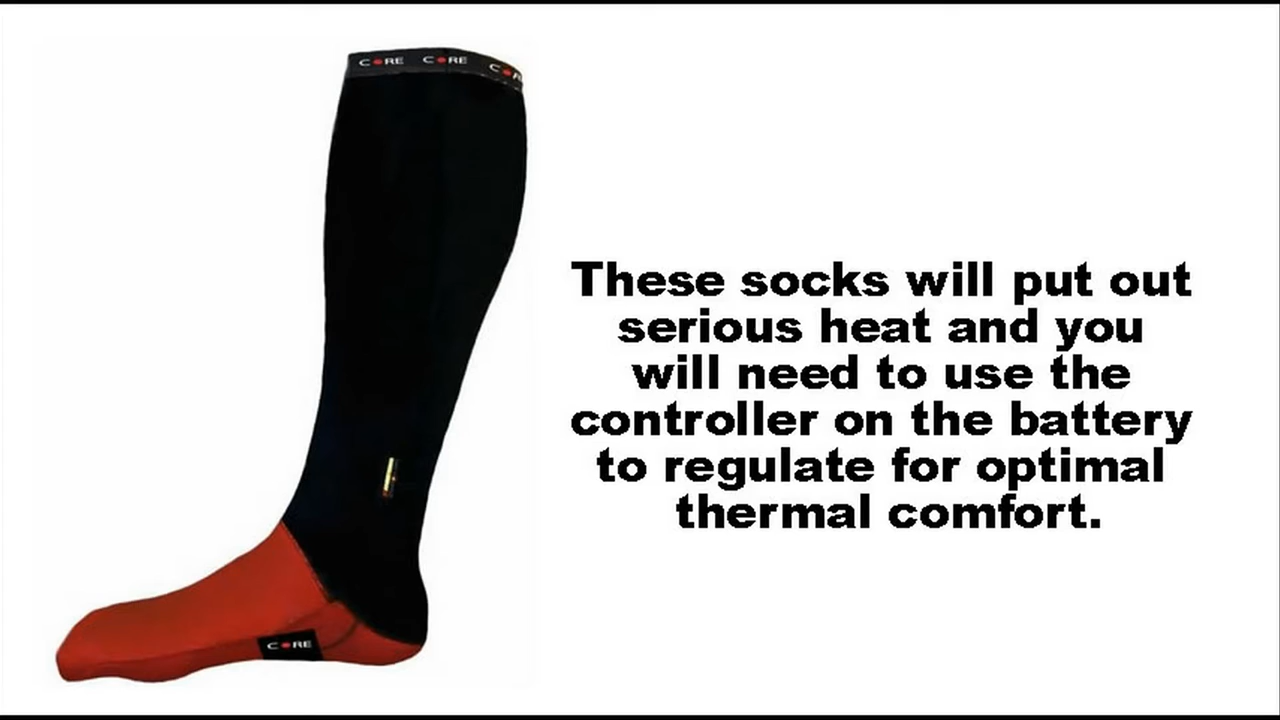 CORE CORE CORE
These socks will put out
serious heat and you
will need to use the
controller on the battery
to regulate for optimal
thermal comfort.
CORE